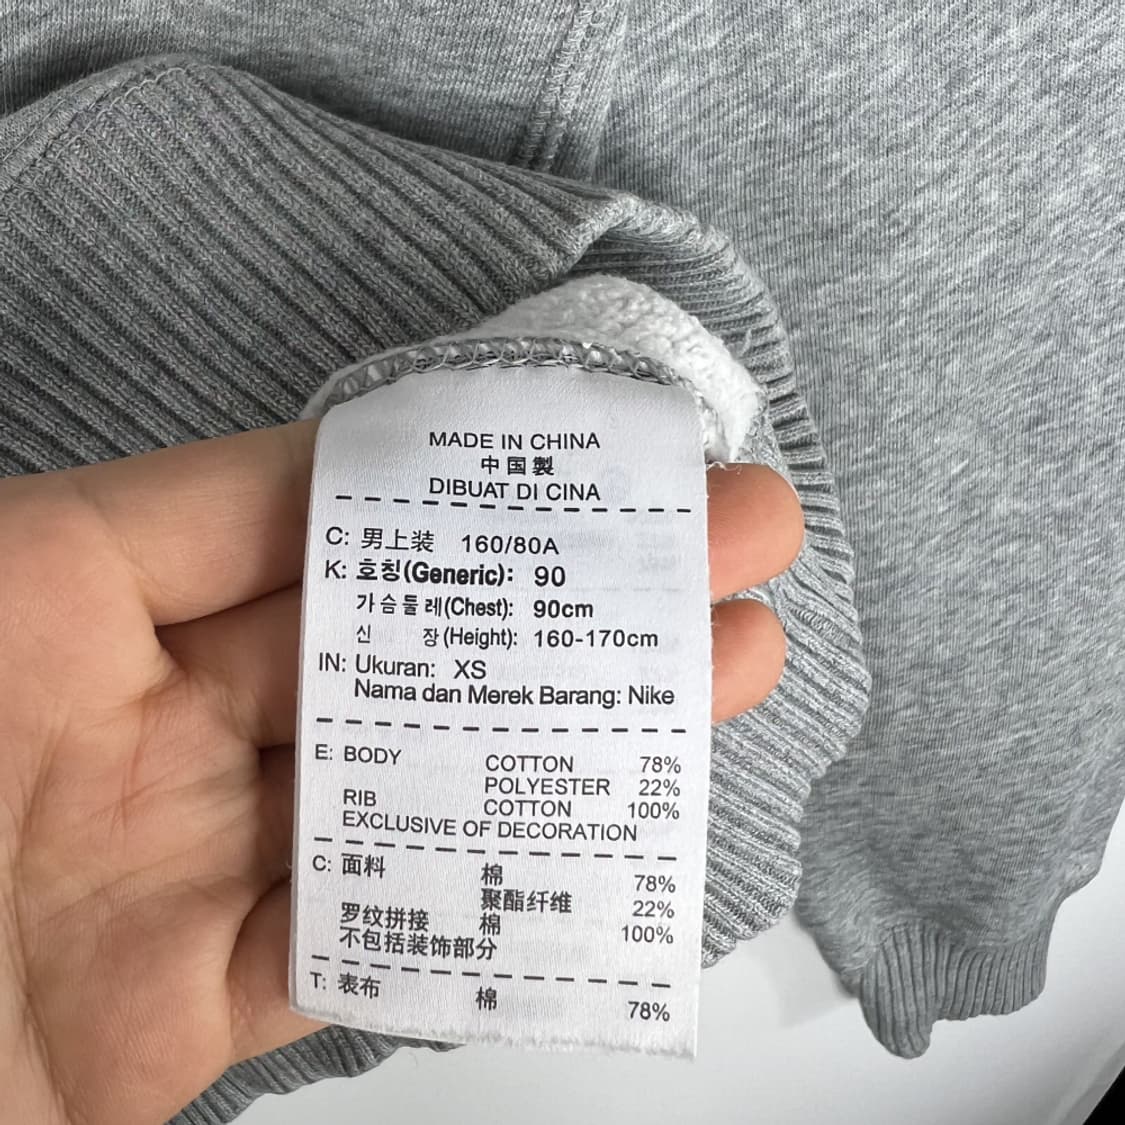 MADE IN CHINA
中国製
DIBUAT DI CINA
C: 男上装 160/80A
K: 호칭(Generic): 90
가슴둘레(Chest): 90cm
신 장(Height): 160-170cm
IN: Ukuran: XS
Nama dan Merek Barang: Nike
E: BODY COTTON 78%
POLYESTER 22%
RIB COTTON 100%
EXCLUSIVE OF DECORATION
C: 面料 棉 78%
聚酯纤维 22%
罗纹拼接 棉 100%
不包括装饰部分
T: 表布 棉 78%